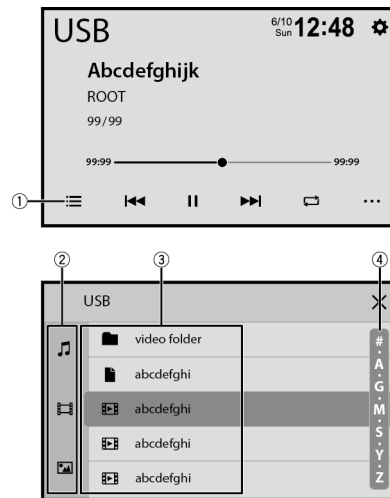 USB
6/10 Sun 12:48
Abcdefghijk
ROOT
99/99
99:99 99:99
①
② ③ ④
USB
video folder
abcdefghi
abcdefghi
abcdefghi
abcdefghi
#
A
G
M
S
Y
Z